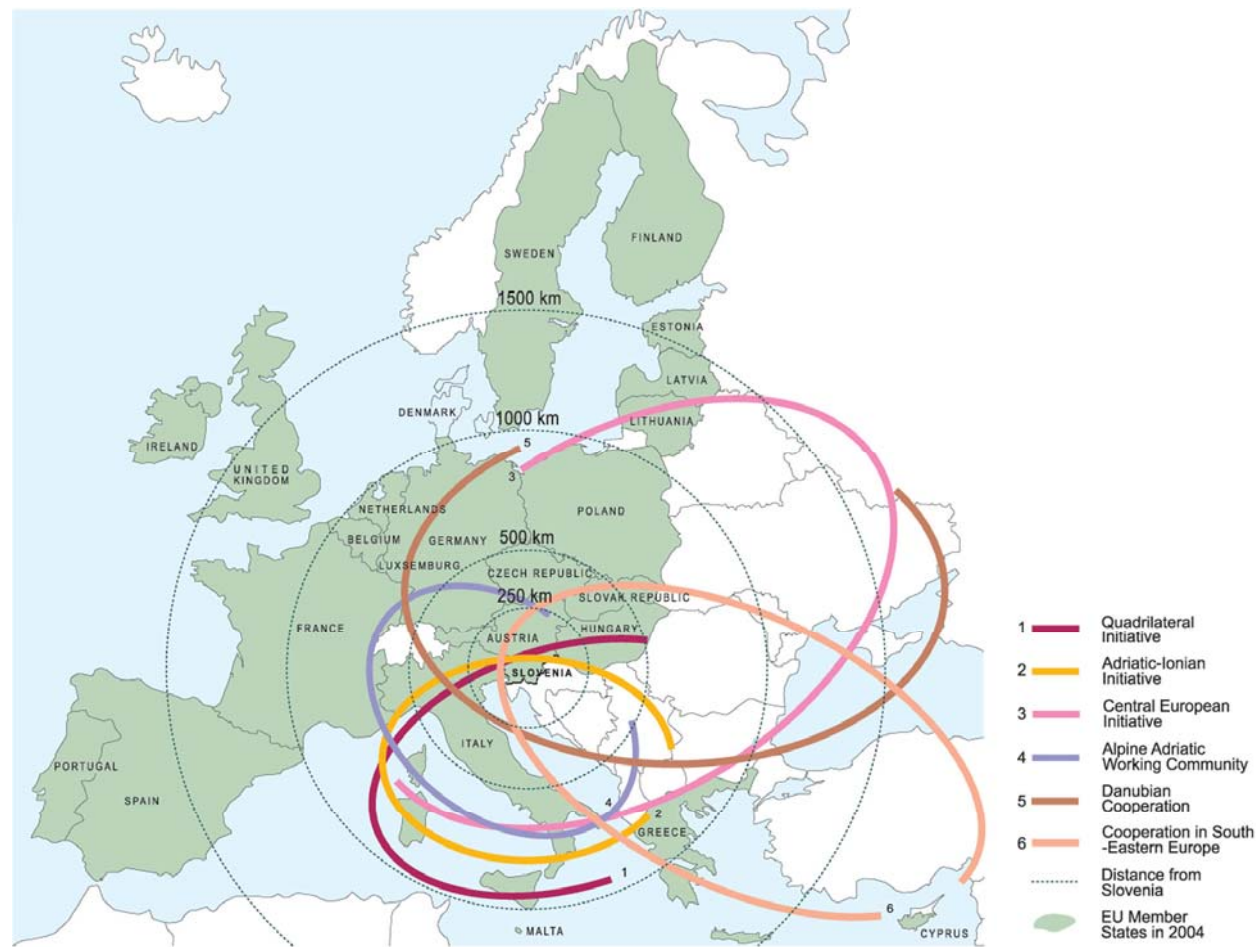 FINLAND
SWEDEN
1500 km
ESTONIA
LATVIA
DENMARK
1000 km
LITHUANIA
5
IRELAND
UNITED
KINGDOM
3
NETHERLANDS
POLAND
BELGIUM
GERMANY
500 km
LUXSEMBURG
CZECH REPUBLIC
250 km
SLOVAK REPUBLIC
FRANCE
HUNGARY
AUSTRIA
SLOVENIA
ITALY
PORTUGAL
SPAIN
4
2
GREECE
1
6
MALTA
CYPRUS
1 Quadrilateral
Initiative
2 Adriatic-Ionian
Initiative
3 Central European
Initiative
4 Alpine Adriatic
Working Community
5 Danubian
Cooperation
6 Cooperation in South
-Eastern Europe
Distance from
Slovenia
EU Member
States in 2004